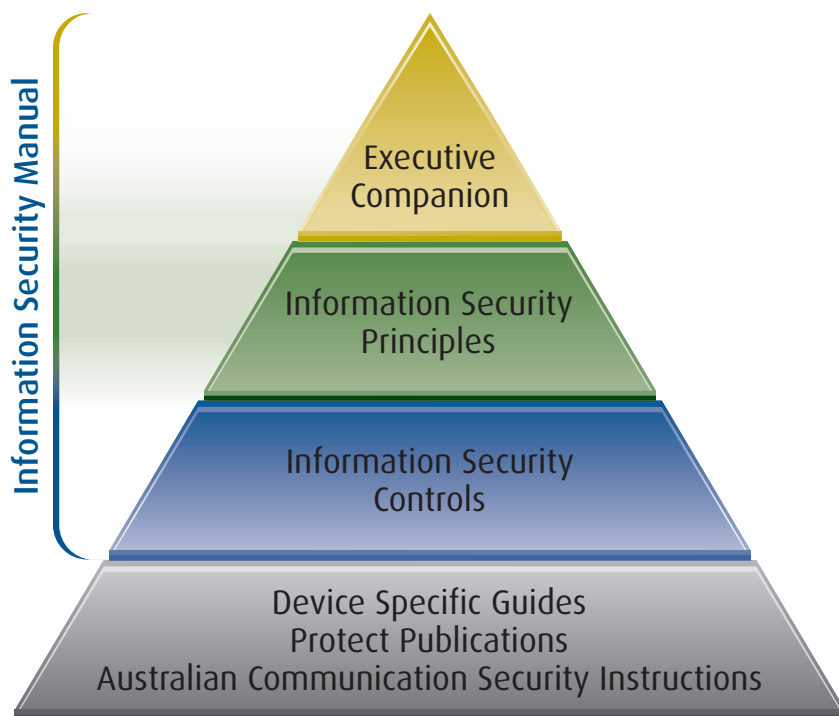 Information Security Manual
Executive
Companion
Information Security
Principles
Information Security
Controls
Device Specific Guides
Protect Publications
Australian Communication Security Instructions